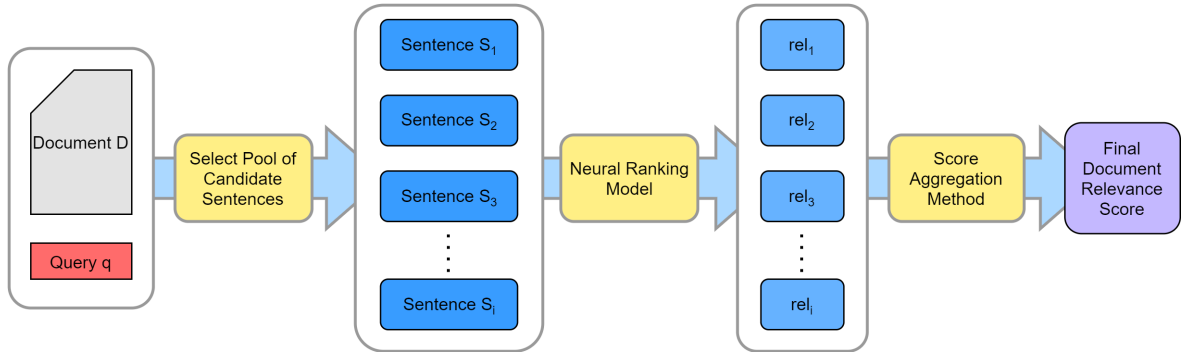 Document D
Query q
Select Pool of
Candidate
Sentences
Sentence S₁
Sentence S₂
Sentence S₃
Sentence Sᵢ
Neural Ranking
Model
rel₁
rel₂
rel₃
relᵢ
Score
Aggregation
Method
Final
Document
Relevance
Score